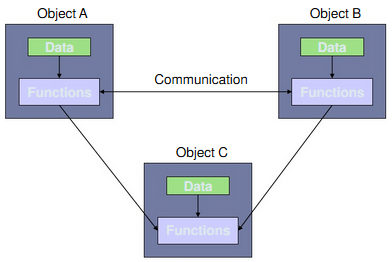 Object A
Object B
Data
Data
Communication
Functions
Functions
Object C
Data
Functions